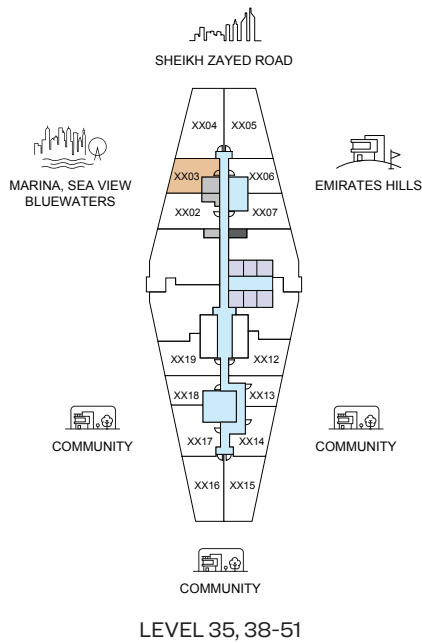 SHEIKH ZAYED ROAD
XX04
XX05
MARINA, SEA VIEW
BLUEWATERS
EMIRATES HILLS
XX03
XX06
XX02
XX07
XX19
XX12
XX18
XX13
COMMUNITY
COMMUNITY
XX17
XX14
XX16
XX15
COMMUNITY
LEVEL 35, 38-51